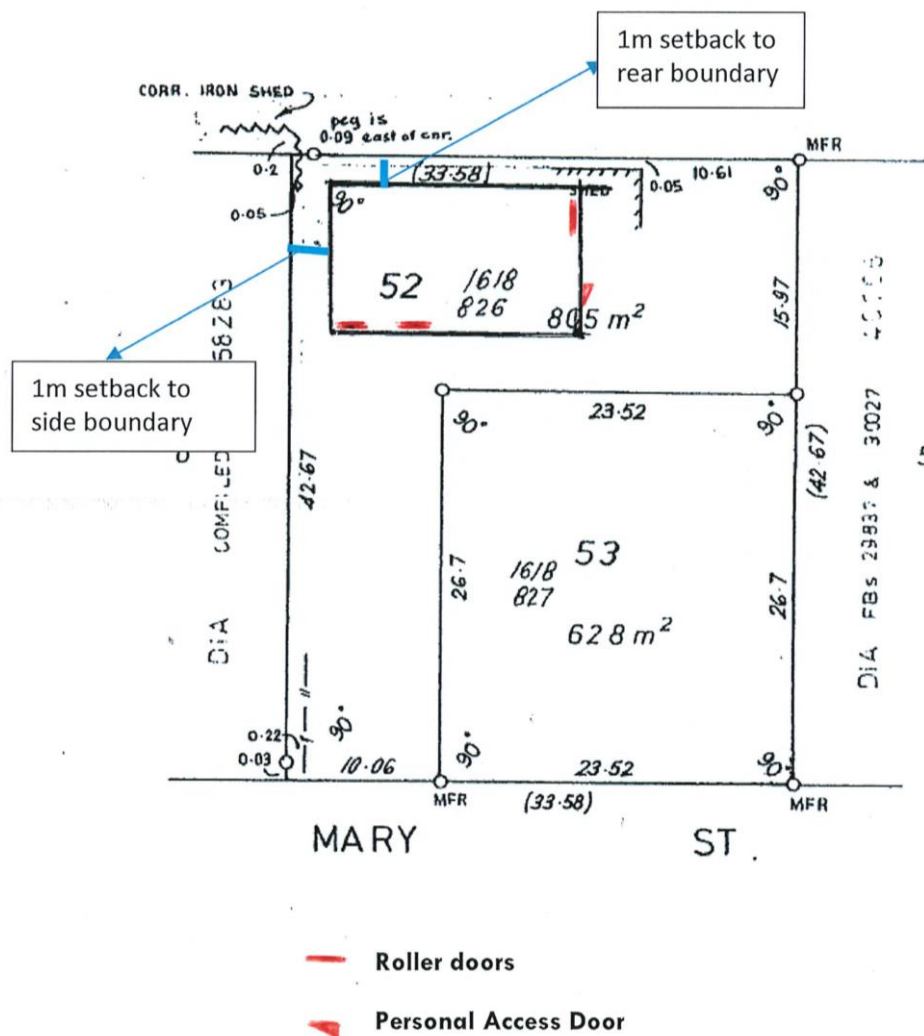 1m setback to
rear boundary
CORR. IRON SHED
peg is
0.09 east of cnr.
MFR
0.2
(33.58)
0.05
10.61
90°
SHED
0.05
90°
52
1618
826
805 m²
15.97
1m setback to
side boundary
58283
DIA COMPILED
42.67
23.52
90°
90°
(42.67)
DIA FBs 29837 & 30027
53
1618
827
628 m²
26.7
26.7
0.22
0.03
90°
90°
90°
10.06
23.52
MFR
(33.58)
MFR
MARY ST.
Roller doors
Personal Access Door